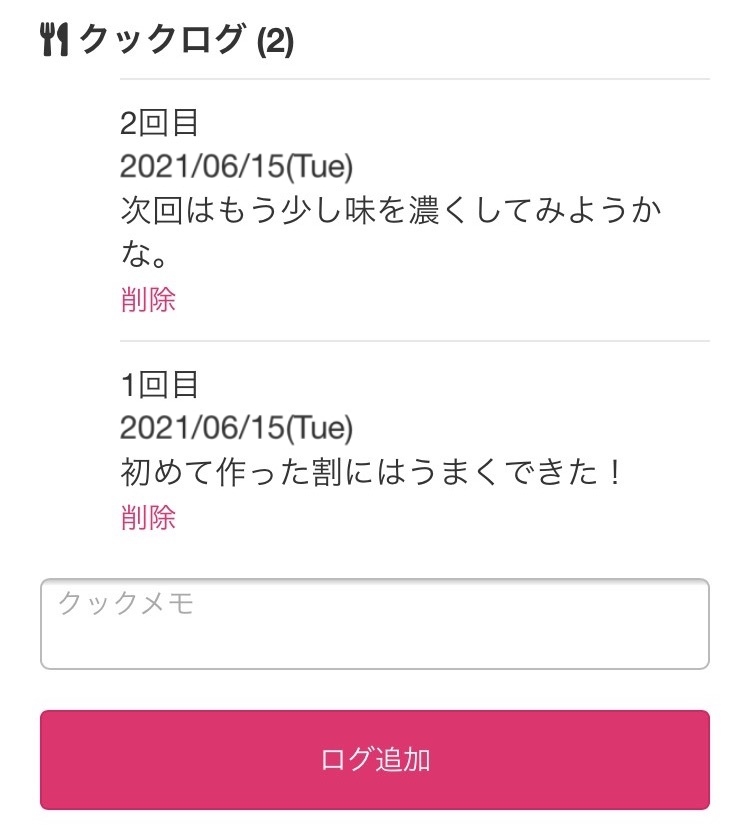 クックログ (2)
2回目
2021/06/15(Tue)
次回はもう少し味を濃くしてみようか
な。
削除
1回目
2021/06/15(Tue)
初めて作った割にはうまくできた！
削除
クックメモ
ログ追加